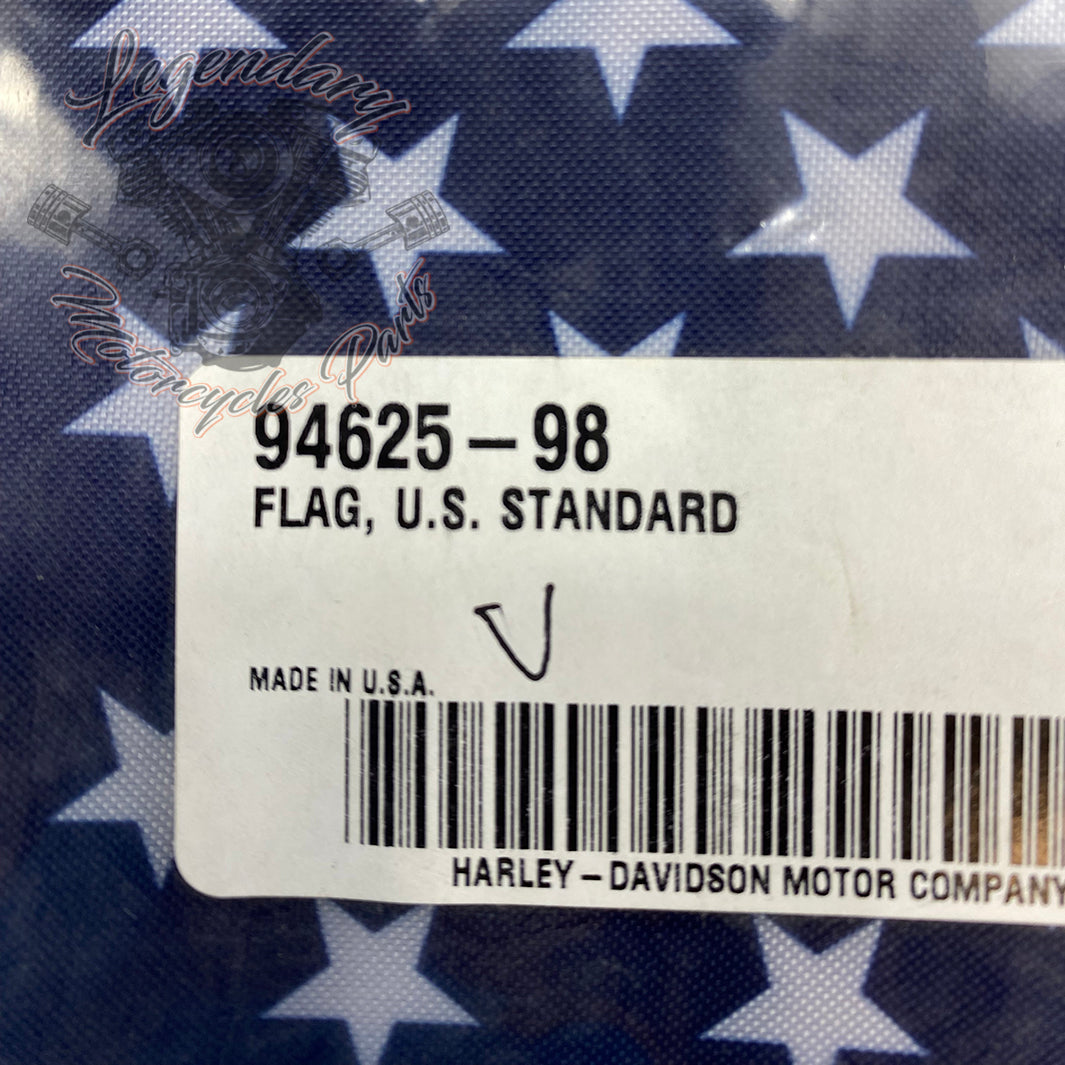 Legendary
Motorcycles Parts
94625-98
FLAG, U.S. STANDARD
V
MADE IN U.S.A.
HARLEY-DAVIDSON MOTOR COMPANY